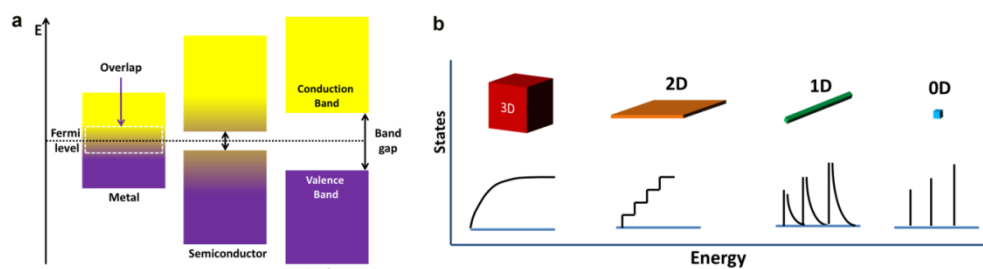 a
E
Overlap
Fermi
level
Metal
Semiconductor
Conduction
Band
Valence
Band
Band
gap
b
States
3D
2D
1D
0D
Energy